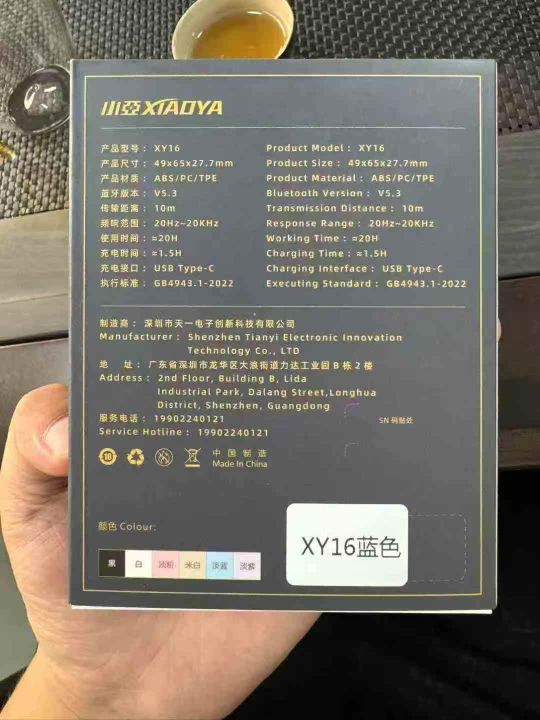 小亞 XIAOYA
产品型号： XY16
产品尺寸： 49x65x27.7mm
产品材质： ABS/PC/TPE
蓝牙版本： V5.3
传输距离： 10m
频响范围： 20Hz~20KHz
使用时间： ≈20H
充电时间： ≈1.5H
充电接口： USB Type-C
执行标准： GB4943.1-2022
Product Model： XY16
Product Size： 49x65x27.7mm
Product Material： ABS/PC/TPE
Bluetooth Version： V5.3
Transmission Distance： 10m
Response Range： 20Hz~20KHz
Working Time： ≈20H
Charging Time： ≈1.5H
Charging Interface： USB Type-C
Executing Standard： GB4943.1-2022
制造商： 深圳市天一电子创新科技有限公司
Manufacturer： Shenzhen Tianyi Electronic Innovation
Technology Co., LTD
地 址： 广东省深圳市龙华区大浪街道力达工业园B栋2楼
Address： 2nd Floor, Building B, Lida
Industrial Park, Dalang Street,Longhua
District, Shenzhen, Guangdong
服务电话： 19902240121
Service Hotline： 19902240121
SN 码贴处
10
中国制造
Made In China
颜色 Colour:
黑 白 淡粉 米白 淡蓝 淡紫
XY16蓝色